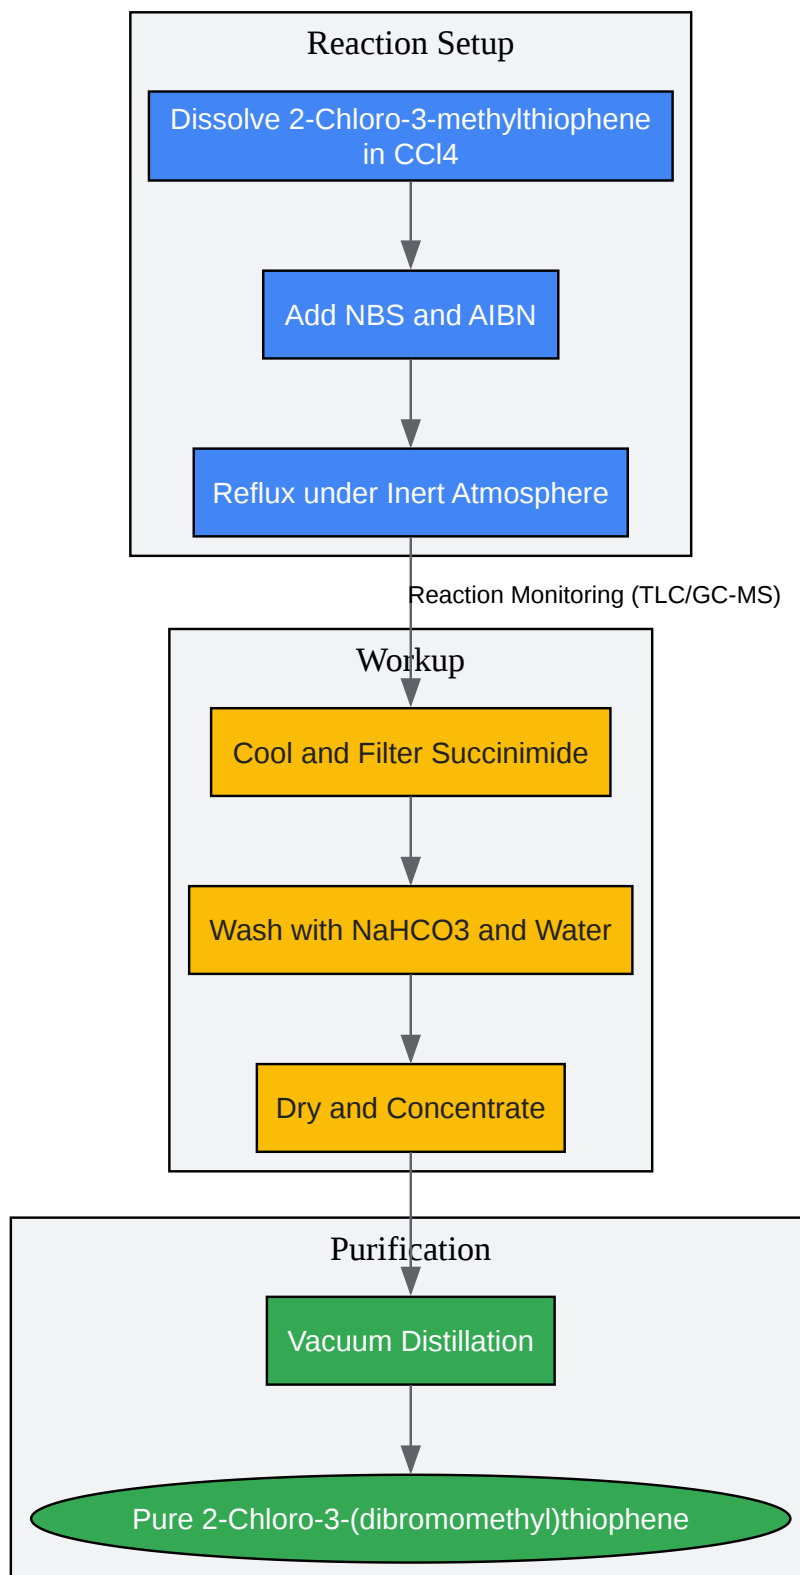 Reaction Setup
Dissolve 2-Chloro-3-methylthiophene
in CCl4
Add NBS and AIBN
Reflux under Inert Atmosphere
Reaction Monitoring (TLC/GC-MS)
Workup
Cool and Filter Succinimide
Wash with NaHCO3 and Water
Dry and Concentrate
Purification
Vacuum Distillation
Pure 2-Chloro-3-(dibromomethyl)thiophene